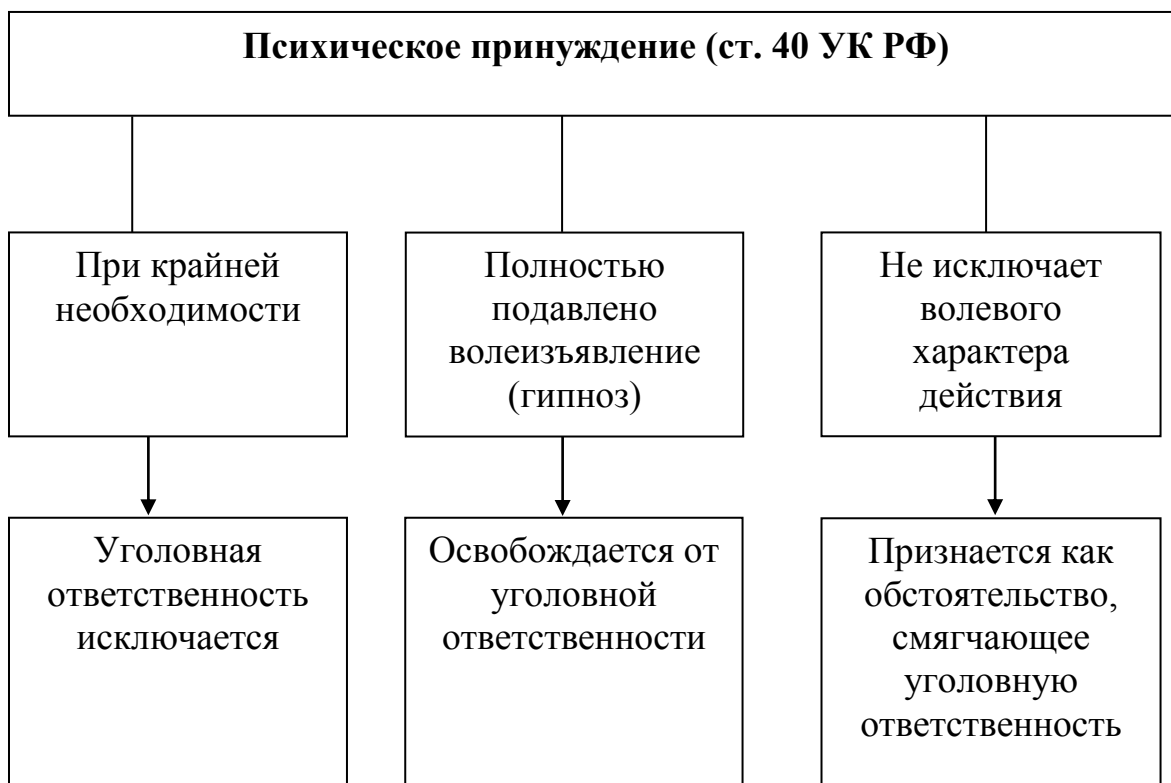 Психическое принуждение (ст. 40 УК РФ)
При крайней
необходимости
Полностью
подавлено
волеизъявление
(гипноз)
Не исключает
волевого
характера
действия
Уголовная
ответственность
исключается
Освобождается от
уголовной
ответственности
Признается как
обстоятельство,
смягчающее
уголовную
ответственность